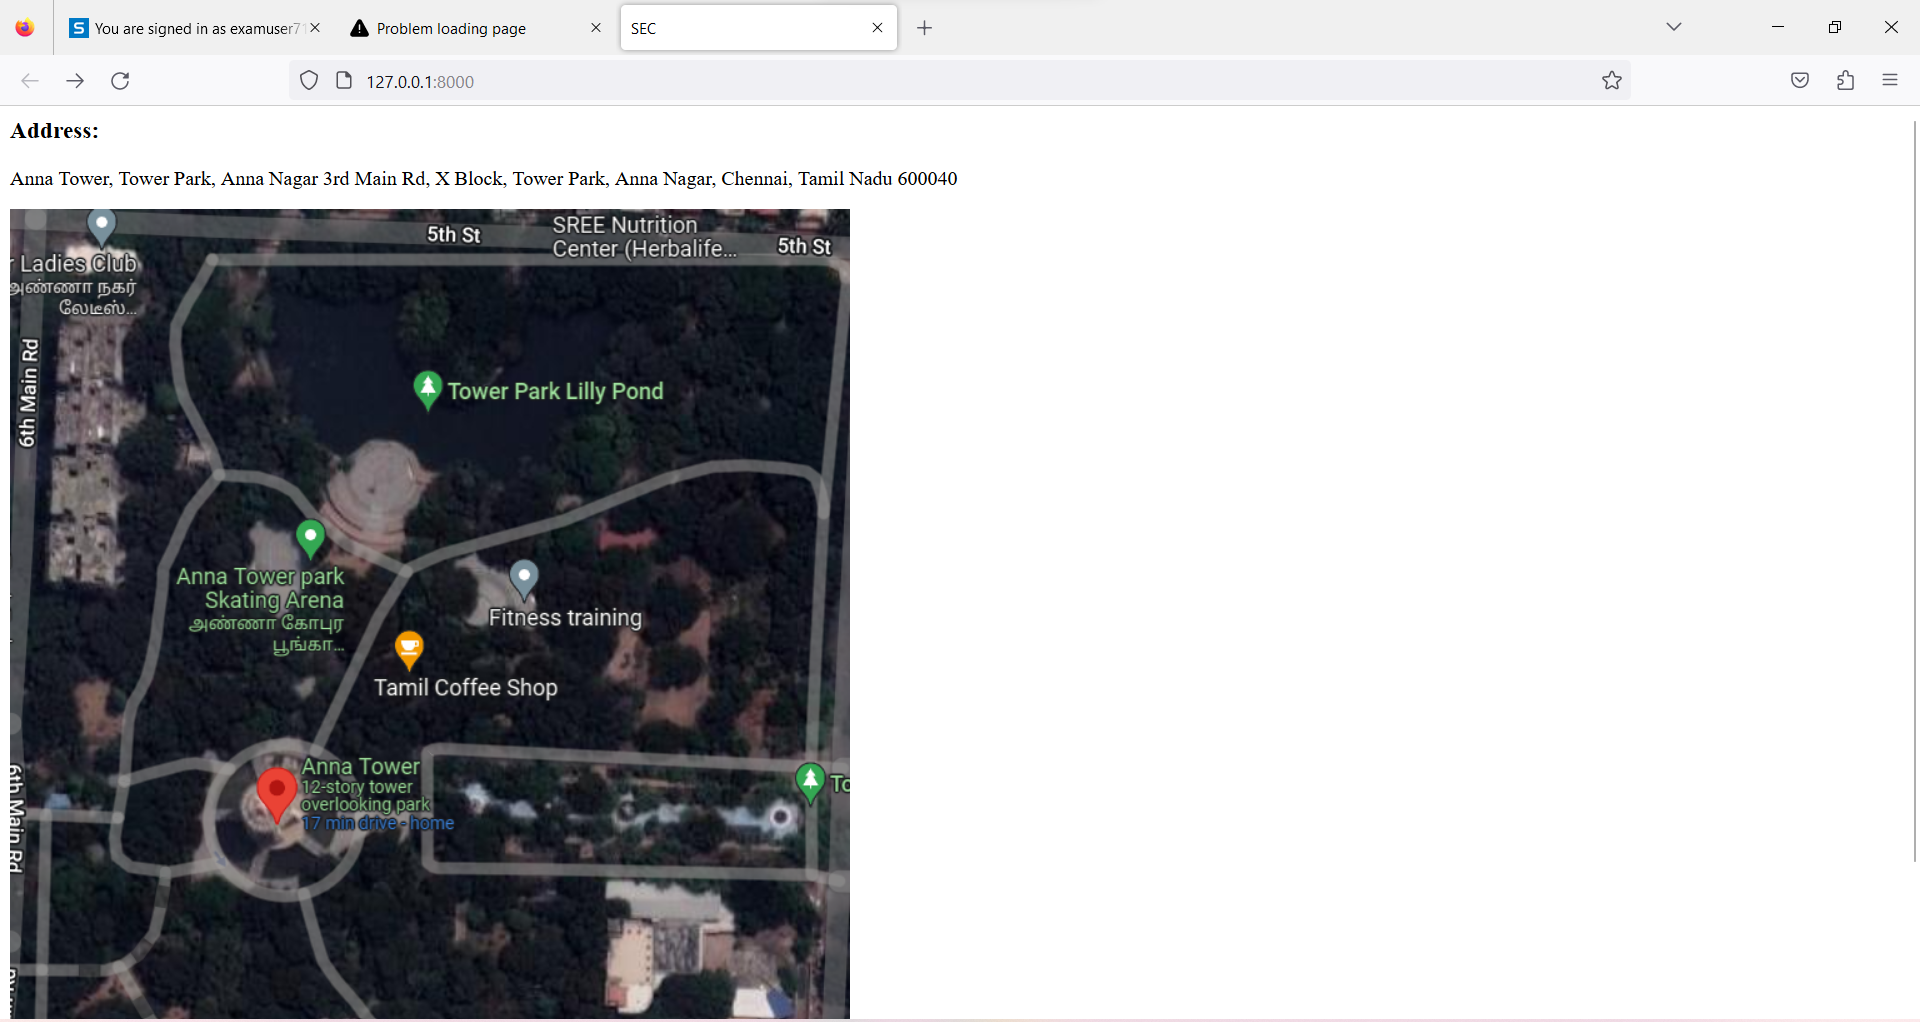 You are signed in as examuser7
Problem loading page
SEC
127.0.0.1:8000
Address:
Anna Tower, Tower Park, Anna Nagar 3rd Main Rd, X Block, Tower Park, Anna Nagar, Chennai, Tamil Nadu 600040
5th St
SREE Nutrition
Center (Herbalife...
5th St
r Ladies Club
அண்ணா நகர்
லேடீஸ்...
6th Main Rd
Tower Park Lilly Pond
Anna Tower park
Skating Arena
அண்ணா கோபுர
பூங்கா...
Fitness training
Tamil Coffee Shop
Anna Tower
12-story tower
overlooking park
17 min drive - home
To
6th Main Rd